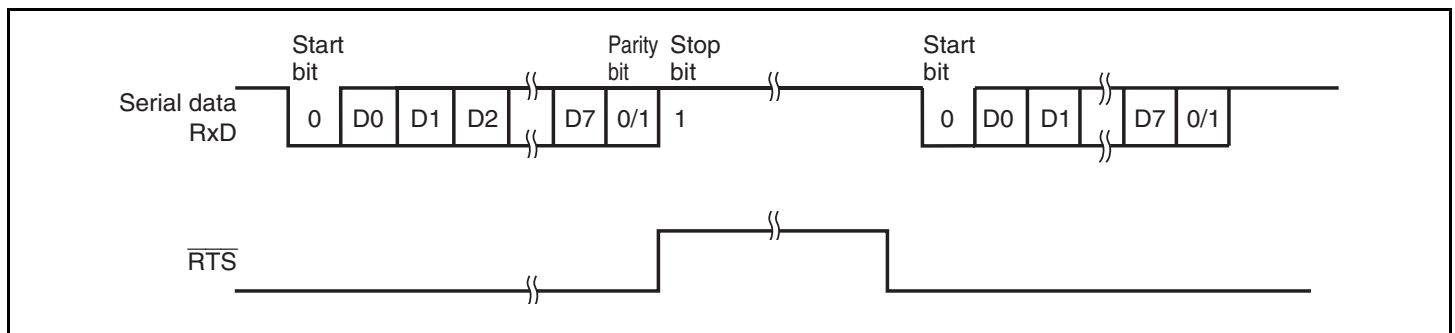 Start bit
Parity bit
Stop bit
Start bit
Serial data RxD
0 D0 D1 D2 D7 0/1 1
0 D0 D1 D7 0/1
RTS